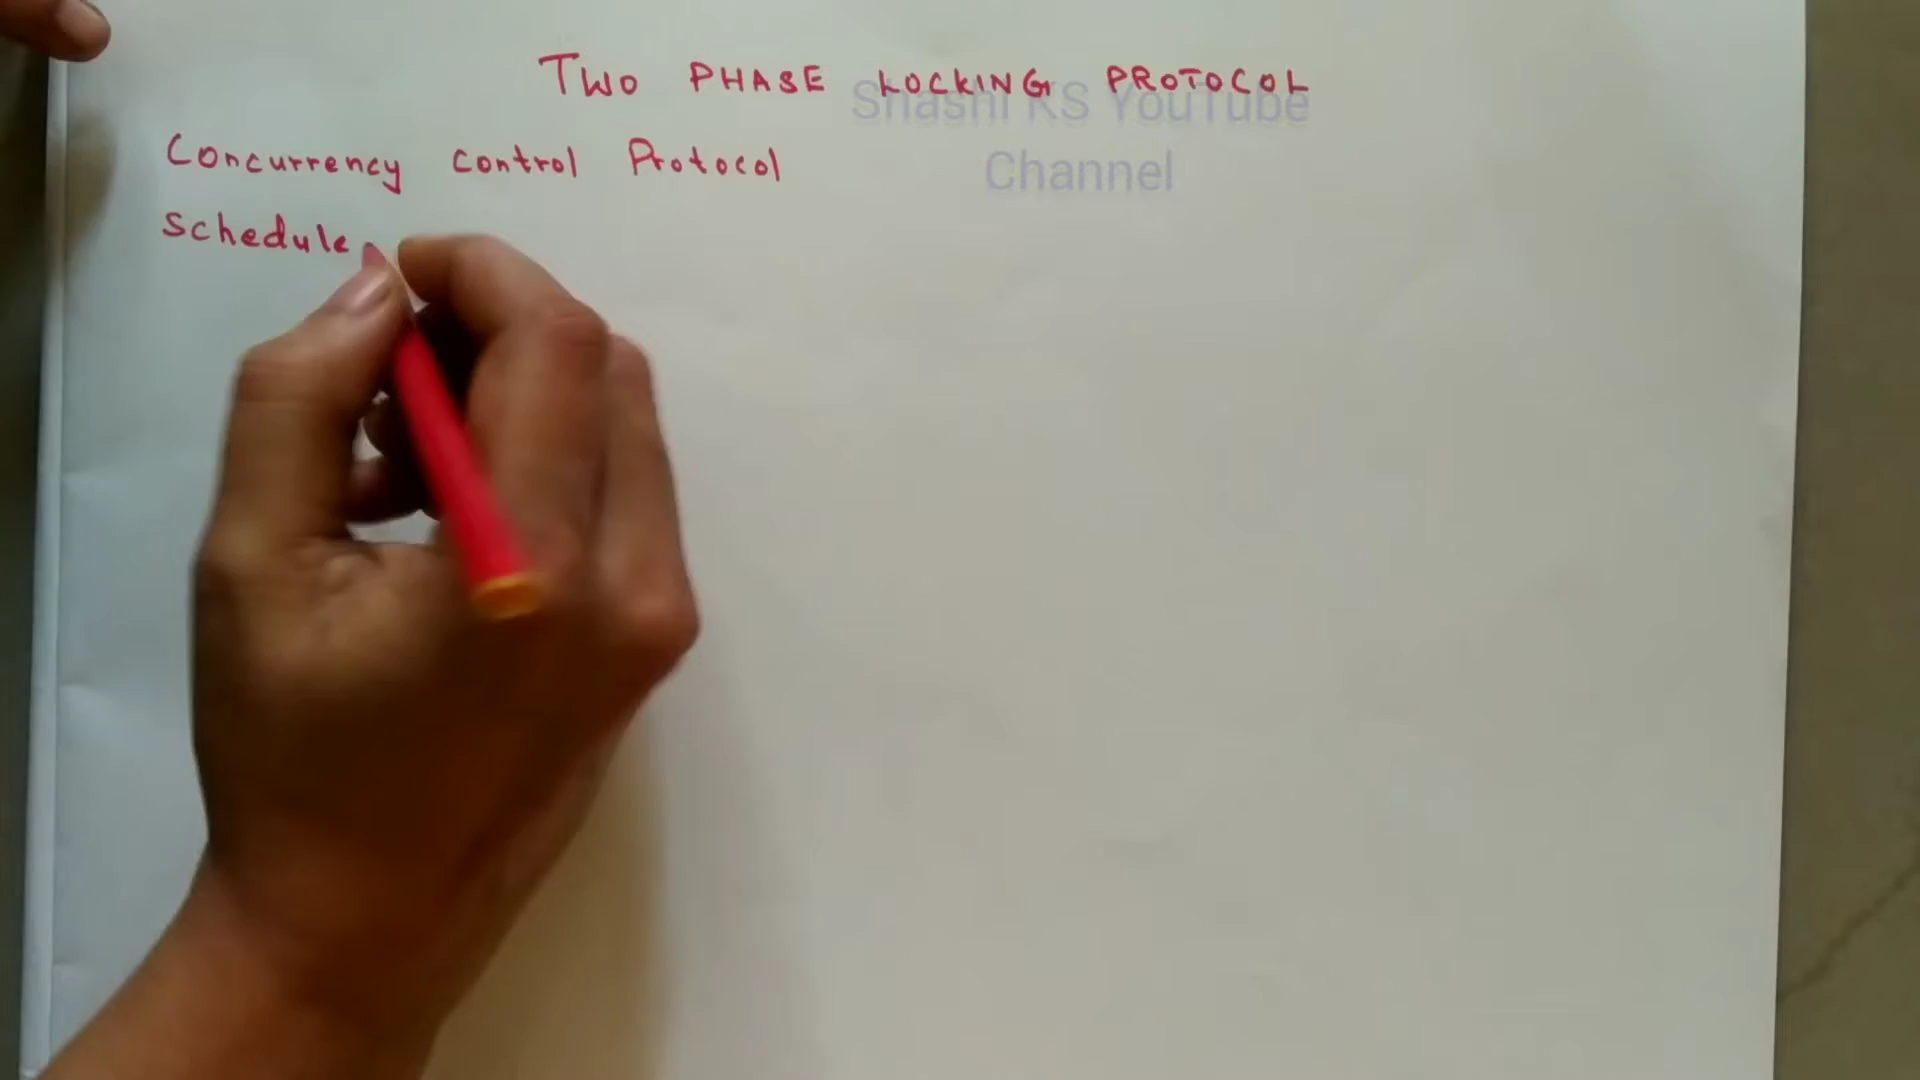 TWO PHASE LOCKING PROTOCOL
Shashi KS YouTube
Channel
Concurrency control Protocol
Schedule